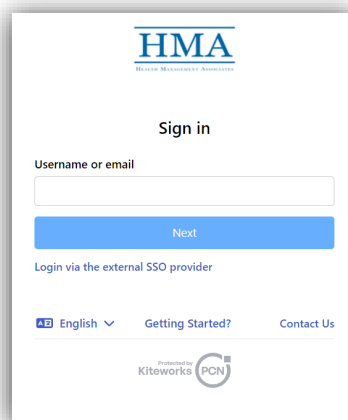 HMA
HEALTH MANAGEMENT ASSOCIATES
Sign in
Username or email
Next
Login via the external SSO provider
English
Getting Started?
Contact Us
Protected by
Kiteworks PCN